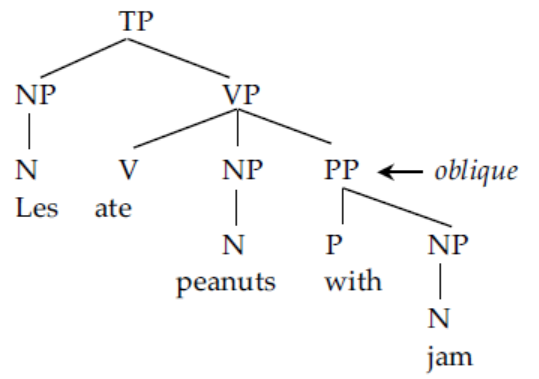 TP
NP VP
N V NP PP oblique
Les ate
N P NP
peanuts with
N
jam